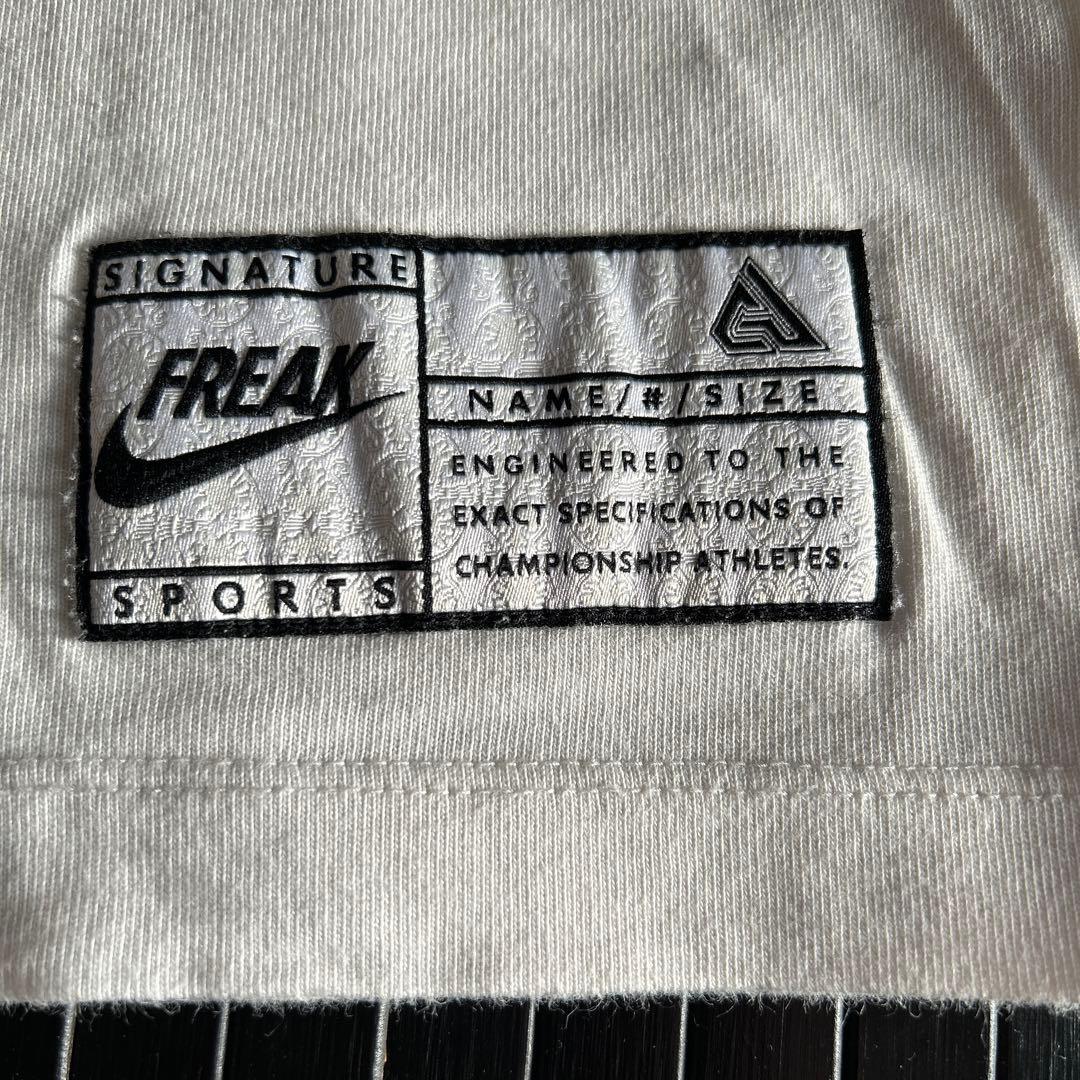 SIGNATURE
FREAK
SPORTS
NAME/#/SIZE
ENGINEERED TO THE
EXACT SPECIFICATIONS OF
CHAMPIONSHIP ATHLETES.